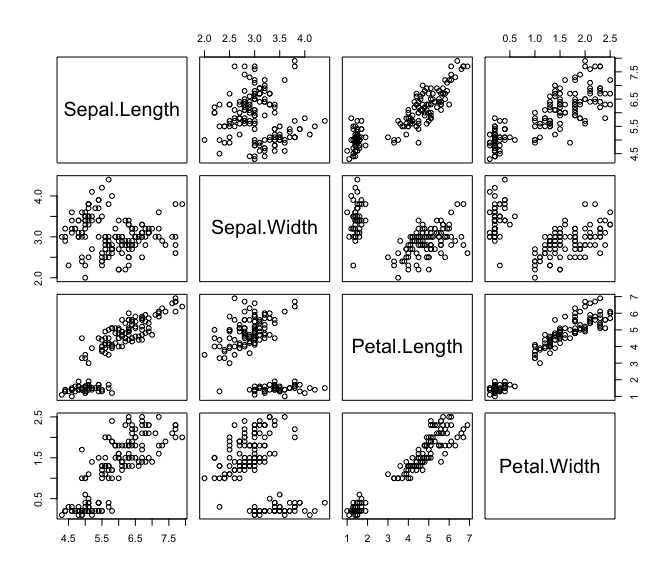 2.0 2.5 3.0 3.5 4.0
0.5 1.0 1.5 2.0 2.5
Sepal.Length
4.5 5.5 6.5 7.5
2.0 3.0 4.0
Sepal.Width
Petal.Length
1 2 3 4 5 6 7
0.5 1.5 2.5
Petal.Width
4.5 5.5 6.5 7.5
1 2 3 4 5 6 7